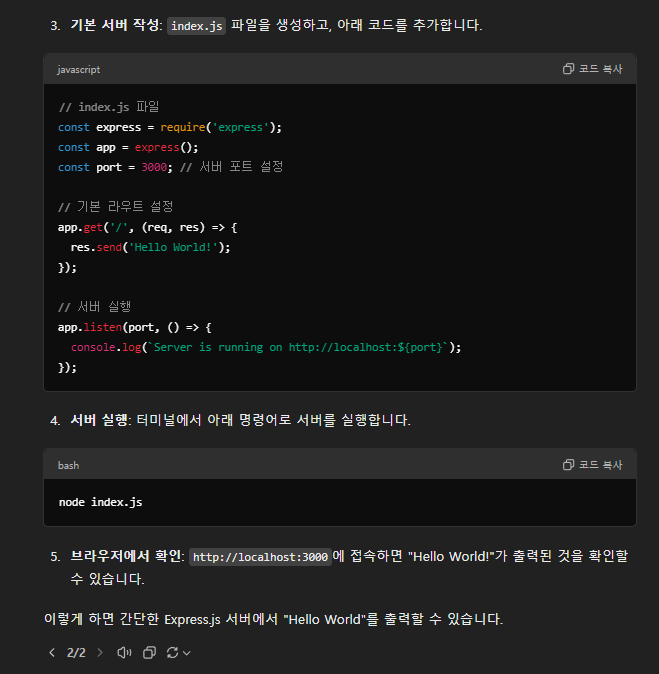 3. 기본 서버 작성: index.js 파일을 생성하고, 아래 코드를 추가합니다.
javascript 코드 복사
// index.js 파일
const express = require('express');
const app = express();
const port = 3000; // 서버 포트 설정
// 기본 라우트 설정
app.get('/', (req, res) => {
  res.send('Hello World!');
});
// 서버 실행
app.listen(port, () => {
  console.log(`Server is running on http://localhost:${port}`);
});
4. 서버 실행: 터미널에서 아래 명령어로 서버를 실행합니다.
bash 코드 복사
node index.js
5. 브라우저에서 확인: http://localhost:3000에 접속하면 "Hello World!"가 출력된 것을 확인할
수 있습니다.
이렇게 하면 간단한 Express.js 서버에서 "Hello World"를 출력할 수 있습니다.
2/2